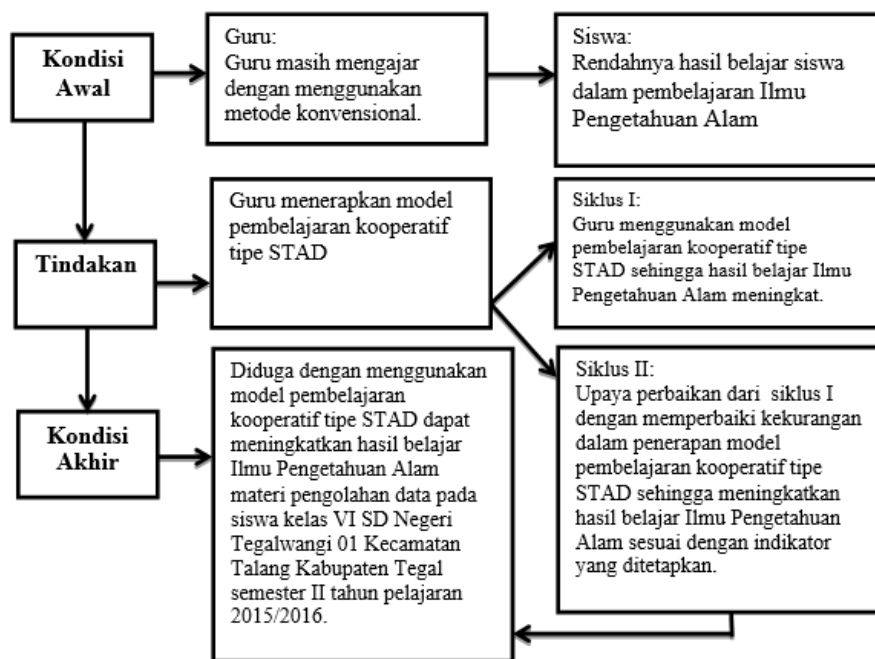 Kondisi
Awal
Guru:
Guru masih mengajar
dengan menggunakan
metode konvensional.
Siswa:
Rendahnya hasil belajar siswa
dalam pembelajaran Ilmu
Pengetahuan Alam
Tindakan
Guru menerapkan model
pembelajaran kooperatif
tipe STAD
Siklus I:
Guru menggunakan model
pembelajaran kooperatif tipe
STAD sehingga hasil belajar Ilmu
Pengetahuan Alam meningkat.
Siklus II:
Upaya perbaikan dari siklus I
dengan memperbaiki kekurangan
dalam penerapan model
pembelajaran kooperatif tipe
STAD sehingga meningkatkan
hasil belajar Ilmu Pengetahuan
Alam sesuai dengan indikator
yang ditetapkan.
Kondisi
Akhir
Diduga dengan menggunakan
model pembelajaran
kooperatif tipe STAD dapat
meningkatkan hasil belajar
Ilmu Pengetahuan Alam
materi pengolahan data pada
siswa kelas VI SD Negeri
Tegalwangi 01 Kecamatan
Talang Kabupaten Tegal
semester II tahun pelajaran
2015/2016.